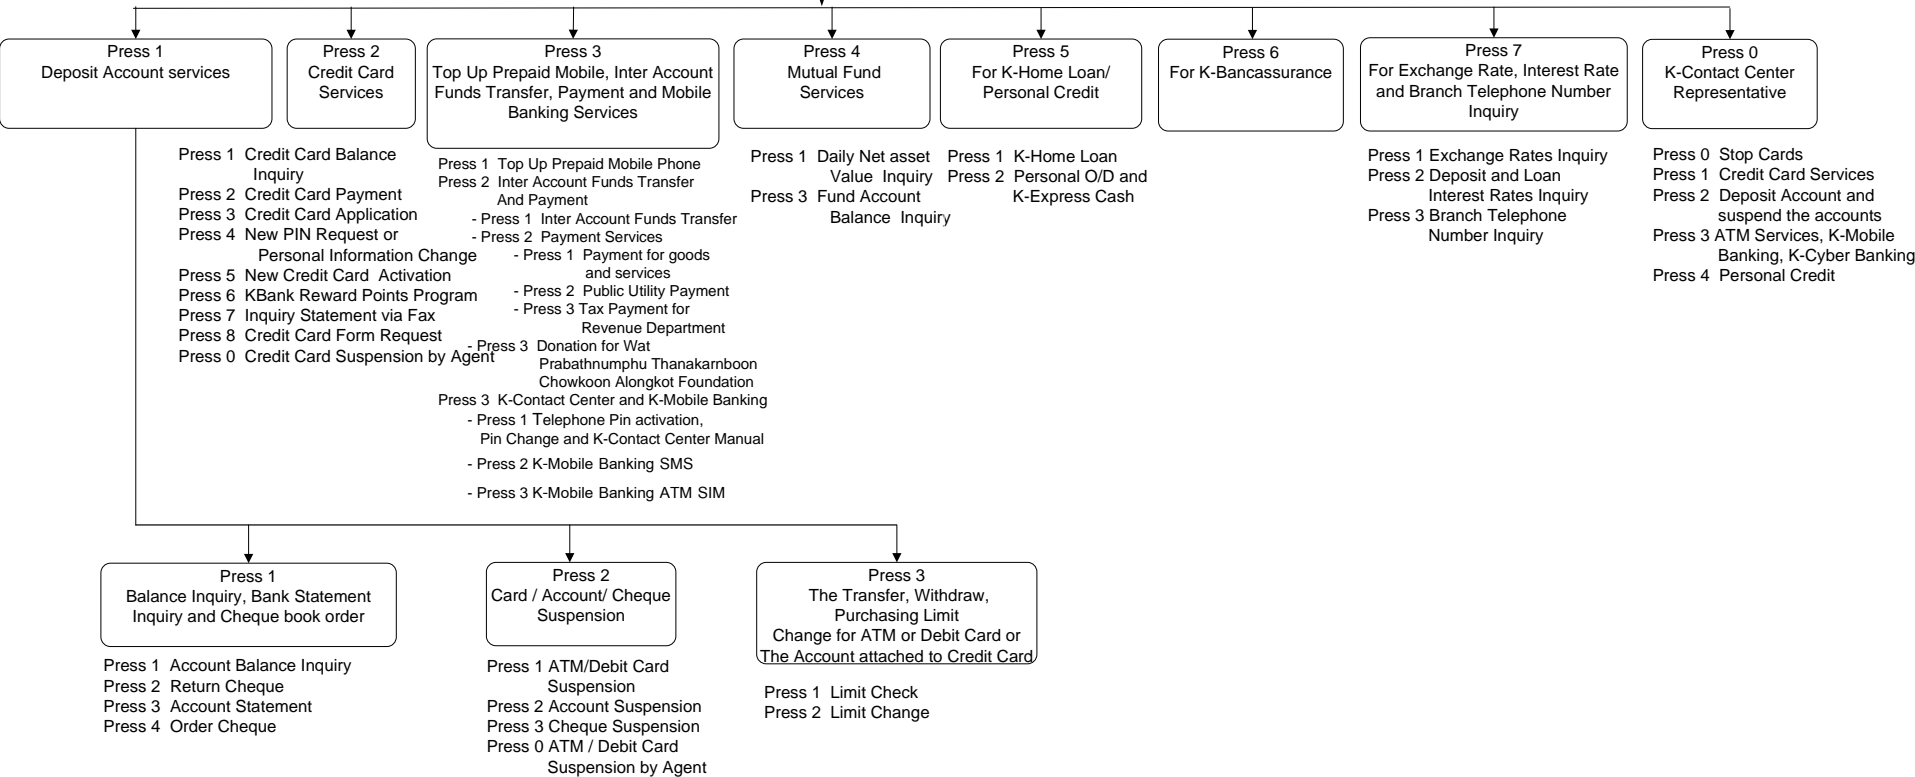 Press 1
Deposit Account services
Press 2
Credit Card
Services
Press 3
Top Up Prepaid Mobile, Inter Account
Funds Transfer, Payment and Mobile
Banking Services
Press 4
Mutual Fund
Services
Press 5
For K-Home Loan/
Personal Credit
Press 6
For K-Bancassurance
Press 7
For Exchange Rate, Interest Rate
and Branch Telephone Number
Inquiry
Press 0
K-Contact Center
Representative
Press 1 Credit Card Balance
Inquiry
Press 2 Credit Card Payment
Press 3 Credit Card Application
Press 4 New PIN Request or
Personal Information Change
Press 5 New Credit Card Activation
Press 6 KBank Reward Points Program
Press 7 Inquiry Statement via Fax
Press 8 Credit Card Form Request
Press 0 Credit Card Suspension by Agent
Press 1 Top Up Prepaid Mobile Phone
Press 2 Inter Account Funds Transfer
And Payment
- Press 1 Inter Account Funds Transfer
- Press 2 Payment Services
- Press 1 Payment for goods
and services
- Press 2 Public Utility Payment
- Press 3 Tax Payment for
Revenue Department
- Press 3 Donation for Wat
Prabathnumphu Thanakarnboon
Chowkoon Alongkot Foundation
Press 3 K-Contact Center and K-Mobile Banking
- Press 1 Telephone Pin activation,
Pin Change and K-Contact Center Manual
- Press 2 K-Mobile Banking SMS
- Press 3 K-Mobile Banking ATM SIM
Press 1 Daily Net asset
Value Inquiry
Press 3 Fund Account
Balance Inquiry
Press 1 K-Home Loan
Press 2 Personal O/D and
K-Express Cash
Press 1 Exchange Rates Inquiry
Press 2 Deposit and Loan
Interest Rates Inquiry
Press 3 Branch Telephone
Number Inquiry
Press 0 Stop Cards
Press 1 Credit Card Services
Press 2 Deposit Account and
suspend the accounts
Press 3 ATM Services, K-Mobile
Banking, K-Cyber Banking
Press 4 Personal Credit
Press 1
Balance Inquiry, Bank Statement
Inquiry and Cheque book order
Press 1 Account Balance Inquiry
Press 2 Return Cheque
Press 3 Account Statement
Press 4 Order Cheque
Press 2
Card / Account/ Cheque
Suspension
Press 1 ATM/Debit Card
Suspension
Press 2 Account Suspension
Press 3 Cheque Suspension
Press 0 ATM / Debit Card
Suspension by Agent
Press 3
The Transfer, Withdraw,
Purchasing Limit
Change for ATM or Debit Card or
The Account attached to Credit Card
Press 1 Limit Check
Press 2 Limit Change